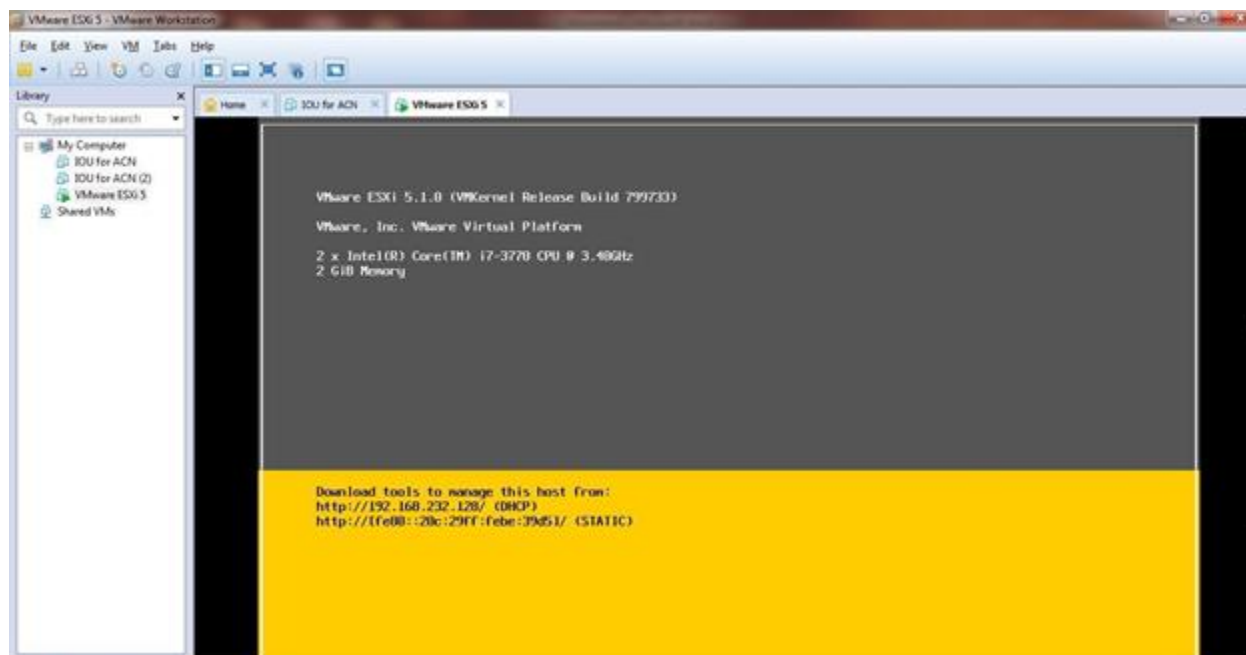 VMware ESXi 5 - VMware Workstation
File Edit View VM Tabs Help
Library
Type here to search
My Computer
IOU for ACN
IOU for ACN (2)
VMware ESXi 5
Shared VMs
Home
IOU for ACN
VMware ESXi 5
VMware ESXi 5.1.0 (VMKernel Release Build 799733)
VMware, Inc. VMware Virtual Platform
2 x Intel(R) Core(TM) i7-3770 CPU @ 3.40GHz
2 GiB Memory
Download tools to manage this host from:
http://192.168.232.128/ (DHCP)
http://[fe80::20c:29ff:febe:39d5]/ (STATIC)